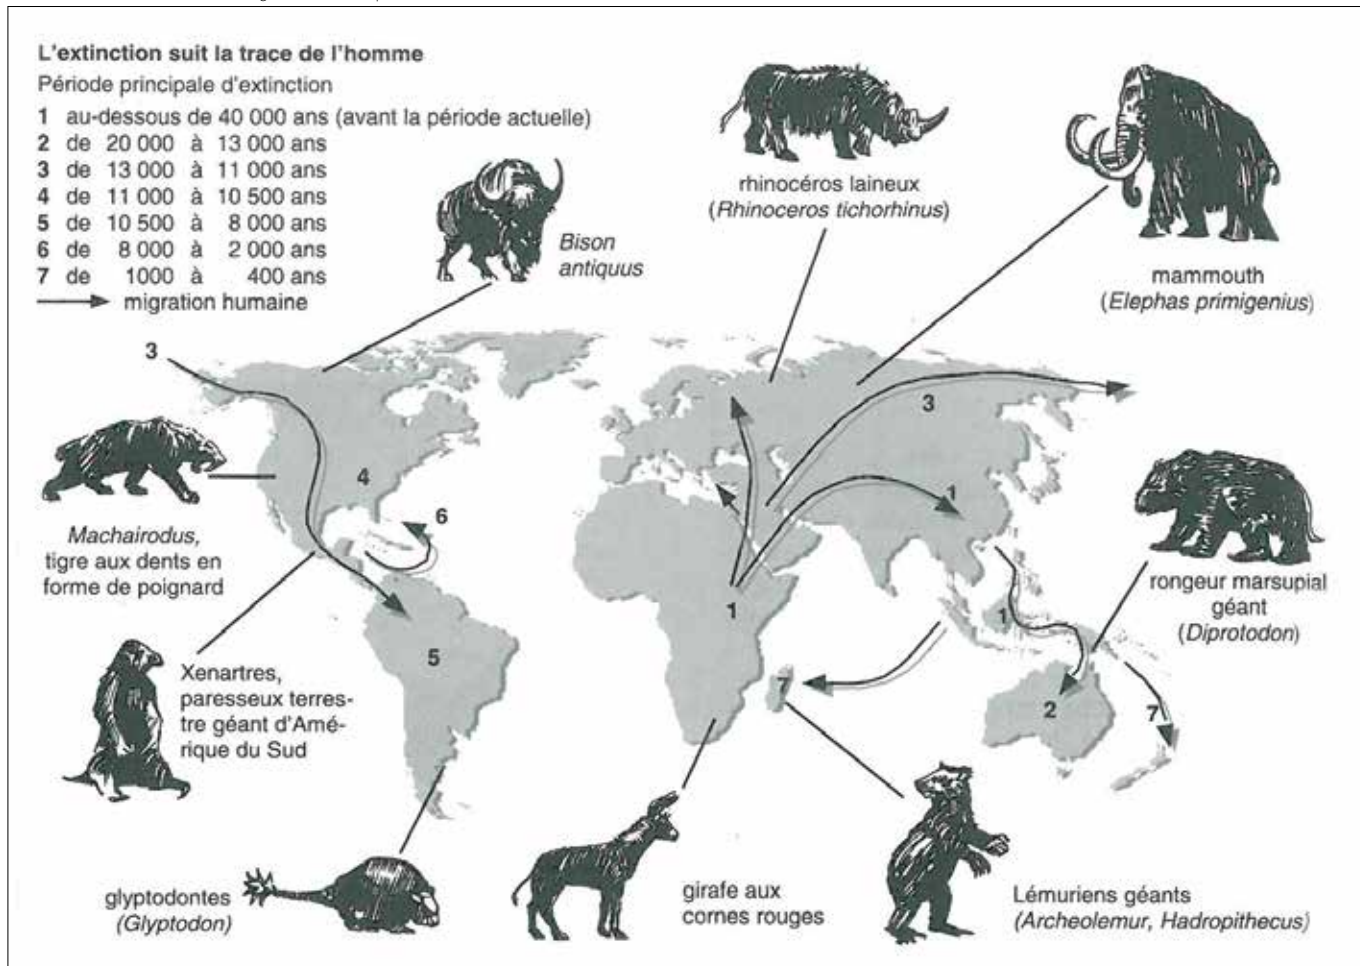 L'extinction suit la trace de l'homme
Période principale d'extinction
1 au-dessous de 40 000 ans (avant la période actuelle)
2 de 20 000 à 13 000 ans
3 de 13 000 à 11 000 ans
4 de 11 000 à 10 500 ans
5 de 10 500 à 8 000 ans
6 de 8 000 à 2 000 ans
7 de 1000 à 400 ans
migration humaine
Bison
antiquus
rhinocéros laineux
(Rhinoceros tichorhinus)
mammouth
(Elephas primigenius)
3
3
4
6
1
Machairodus,
tigre aux dents en
forme de poignard
rongeur marsupial
géant
(Diprotodon)
1
1
5
7
2
7
Xenartres,
paresseux terres-
tre géant d'Amé-
rique du Sud
glyptodontes
(Glyptodon)
girafe aux
cornes rouges
Lémuriens géants
(Archeolemur, Hadropithecus)